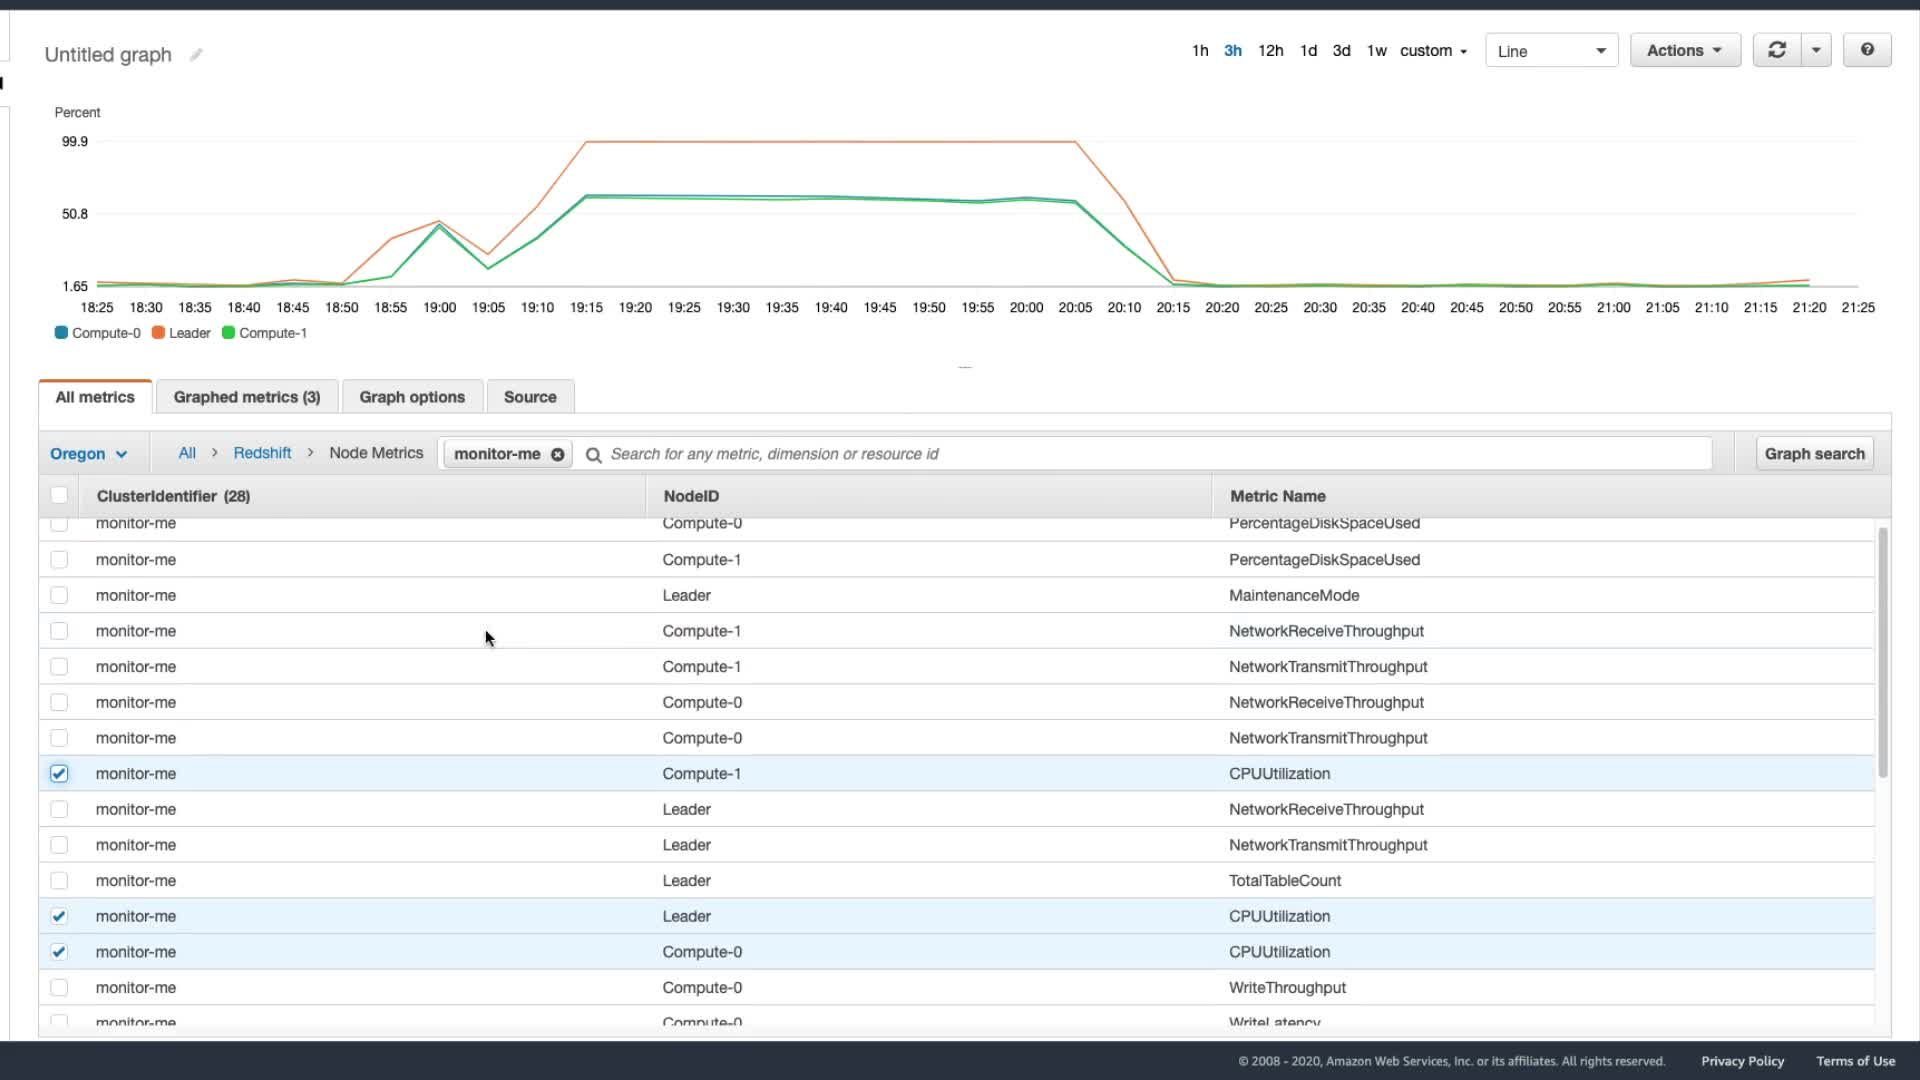 Untitled graph
1h 3h 12h 1d 3d 1w custom Line Actions
Percent
99.9
50.8
1.65
18:25 18:30 18:35 18:40 18:45 18:50 18:55 19:00 19:05 19:10 19:15 19:20 19:25 19:30 19:35 19:40 19:45 19:50 19:55 20:00 20:05 20:10 20:15 20:20 20:25 20:30 20:35 20:40 20:45 20:50 20:55 21:00 21:05 21:10 21:15 21:20 21:25
Compute-0 Leader Compute-1
All metrics Graphed metrics (3) Graph options Source
Oregon All > Redshift > Node Metrics monitor-me Search for any metric, dimension or resource id Graph search
ClusterIdentifier (28) NodeID Metric Name
monitor-me Compute-0 PercentageDiskSpaceUsed
monitor-me Compute-1 PercentageDiskSpaceUsed
monitor-me Leader MaintenanceMode
monitor-me Compute-1 NetworkReceiveThroughput
monitor-me Compute-1 NetworkTransmitThroughput
monitor-me Compute-0 NetworkReceiveThroughput
monitor-me Compute-0 NetworkTransmitThroughput
monitor-me Compute-1 CPUUtilization
monitor-me Leader NetworkReceiveThroughput
monitor-me Leader NetworkTransmitThroughput
monitor-me Leader TotalTableCount
monitor-me Leader CPUUtilization
monitor-me Compute-0 CPUUtilization
monitor-me Compute-0 WriteThroughput
monitor-me Compute-0 WriteLatency
© 2008 - 2020, Amazon Web Services, Inc. or its affiliates. All rights reserved. Privacy Policy Terms of Use